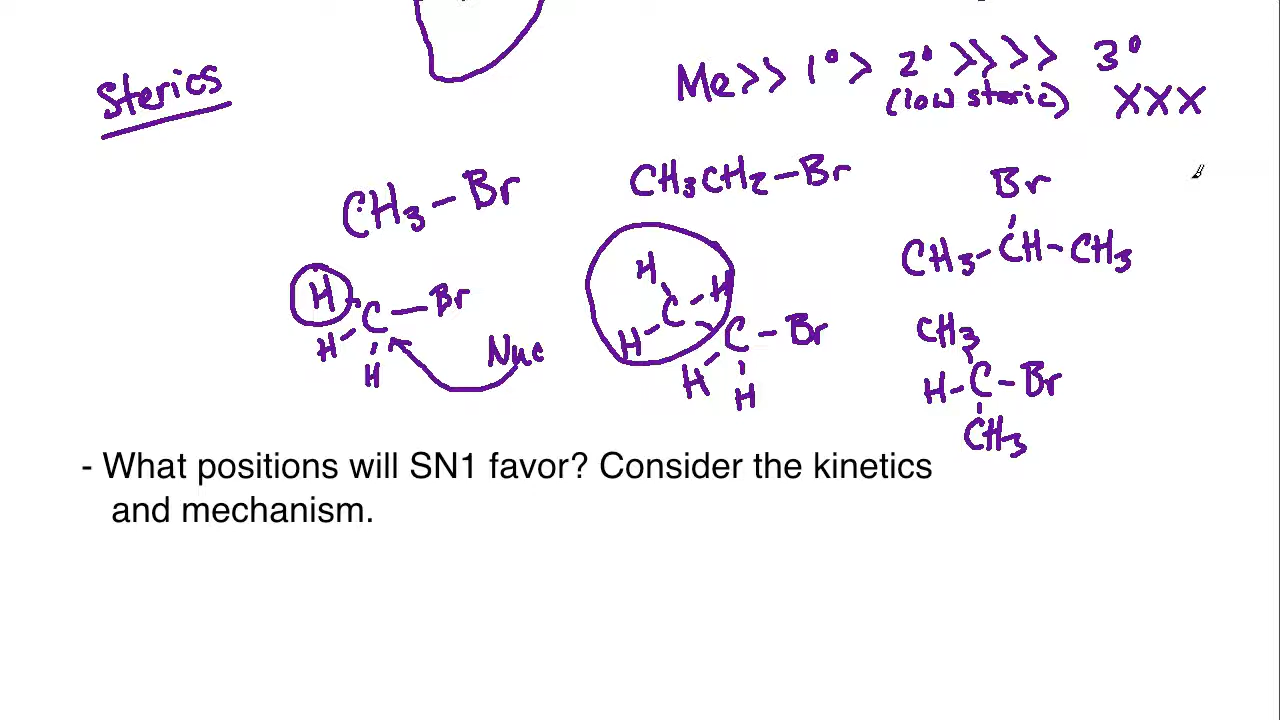 Sterics
Me >> 1° > 2° >>>>> 3°
(low steric) XXX
CH3-Br
CH3CH2-Br
Br
CH3-CH-CH3
H
C-Br
H
H
Nuc
H
C-H
H
C-Br
H
H
CH3
H-C-Br
CH3
- What positions will SN1 favor? Consider the kinetics
and mechanism.